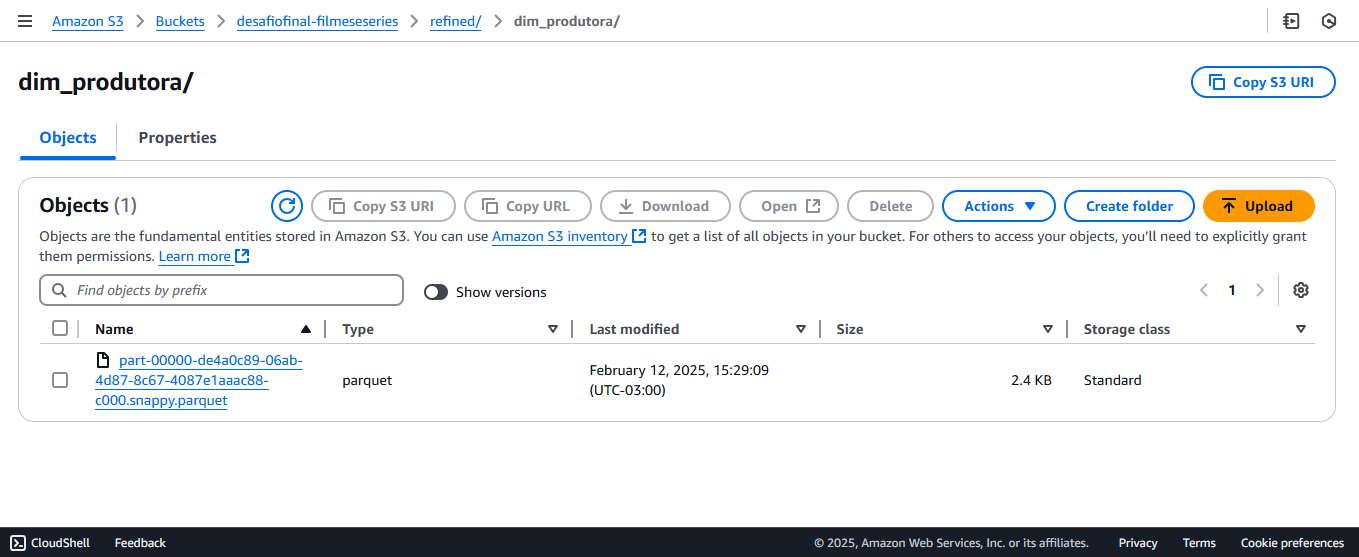 Amazon S3 > Buckets > desafiofinal-filmeseseries > refined/ > dim_produtora/
dim_produtora/
Copy S3 URI
Objects
Properties
Objects (1)
Copy S3 URI
Copy URL
Download
Open
Delete
Actions
Create folder
Upload
Objects are the fundamental entities stored in Amazon S3. You can use Amazon S3 inventory to get a list of all objects in your bucket. For others to access your objects, you'll need to explicitly grant
them permissions. Learn more
Find objects by prefix
Show versions
1
Name
Type
Last modified
Size
Storage class
part-00000-de4a0c89-06ab-
4d87-8c67-4087e1aaac88-
c000.snappy.parquet
parquet
February 12, 2025, 15:29:09
(UTC-03:00)
2.4 KB
Standard
CloudShell
Feedback
© 2025, Amazon Web Services, Inc. or its affiliates.
Privacy
Terms
Cookie preferences